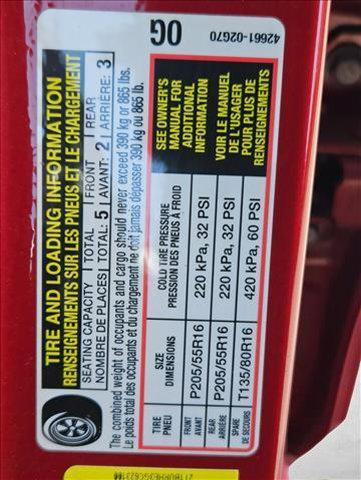 42661-02G70
0G
TIRE AND LOADING INFORMATION
RENSEIGNEMENTS SUR LES PNEUS ET LE CHARGEMENT
SEATING CAPACITY | TOTAL | FRONT | REAR
NOMBRE DE PLACES | TOTAL: 5 | AVANT: 2 | ARRIÈRE: 3
The combined weight of occupants and cargo should never exceed 390 kg or 865 lbs.
Le poids total des occupants et du chargement ne doit jamais dépasser 390 kg ou 865 lb.
TIRE SIZE COLD TIRE PRESSURE
PNEU DIMENSIONS PRESSION DES PNEUS À FROID
FRONT
AVANT P205/55R16 220 kPa, 32 PSI
REAR
ARRIÈRE P205/55R16 220 kPa, 32 PSI
SPARE
DE SECOURS T135/80R16 420 kPa, 60 PSI
SEE OWNER'S
MANUAL FOR
ADDITIONAL
INFORMATION
VOIR LE MANUEL
DE L'USAGER
POUR PLUS DE
RENSEIGNEMENTS